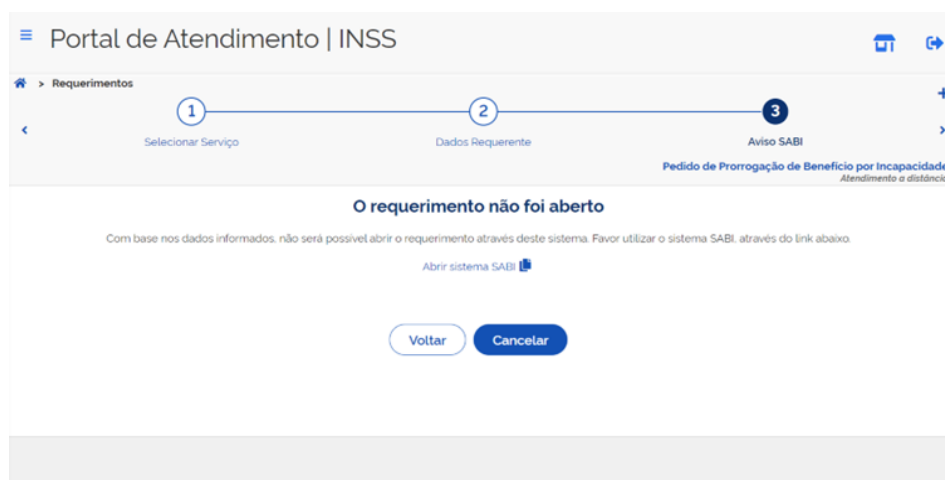 Portal de Atendimento | INSS
> Requerimentos
1
2
3
Selecionar Serviço
Dados Requerente
Aviso SABI
Pedido de Prorrogação de Benefício por Incapacidade
Atendimento a distância
O requerimento não foi aberto
Com base nos dados informados, não será possível abrir o requerimento através deste sistema. Favor utilizar o sistema SABI, através do link abaixo.
Abrir sistema SABI
Voltar
Cancelar